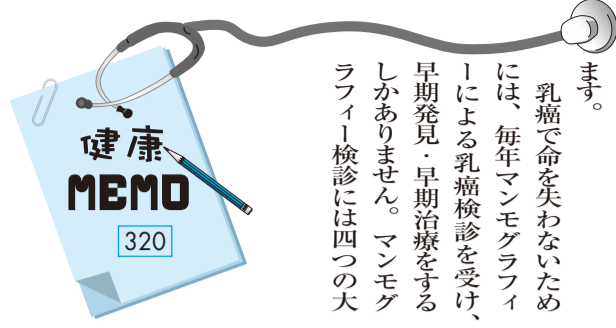 健康
MEMO
320
ます。
乳癌で命を失わないため
には、毎年マンモグラフィ
ーによる乳癌検診を受け、
早期発見・早期治療をする
しかありません。マンモグ
ラフィー検診には四つの大